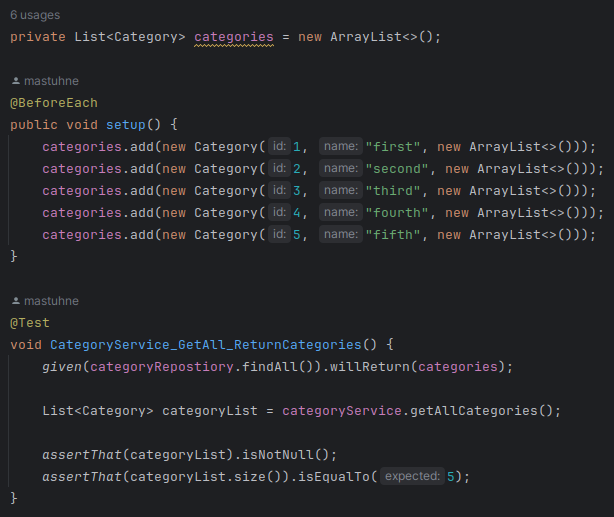 6 usages
private List<Category> categories = new ArrayList<>();
mastuhne
@BeforeEach
public void setup() {
categories.add(new Category( id: 1, name: "first", new ArrayList<>()));
categories.add(new Category( id: 2, name: "second", new ArrayList<>()));
categories.add(new Category( id: 3, name: "third", new ArrayList<>()));
categories.add(new Category( id: 4, name: "fourth", new ArrayList<>()));
categories.add(new Category( id: 5, name: "fifth", new ArrayList<>()));
}
mastuhne
@Test
void CategoryService_GetAll_ReturnCategories() {
given(categoryRepostiory.findAll()).willReturn(categories);
List<Category> categoryList = categoryService.getAllCategories();
assertThat(categoryList).isNotNull();
assertThat(categoryList.size()).isEqualTo( expected: 5);
}